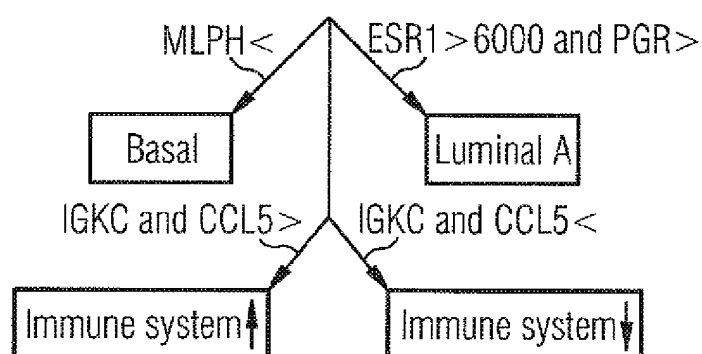 MLPH< ESR1>6000 and PGR>
Basal Luminal A
IGKC and CCL5> IGKC and CCL5<
Immune system↑ Immune system↓